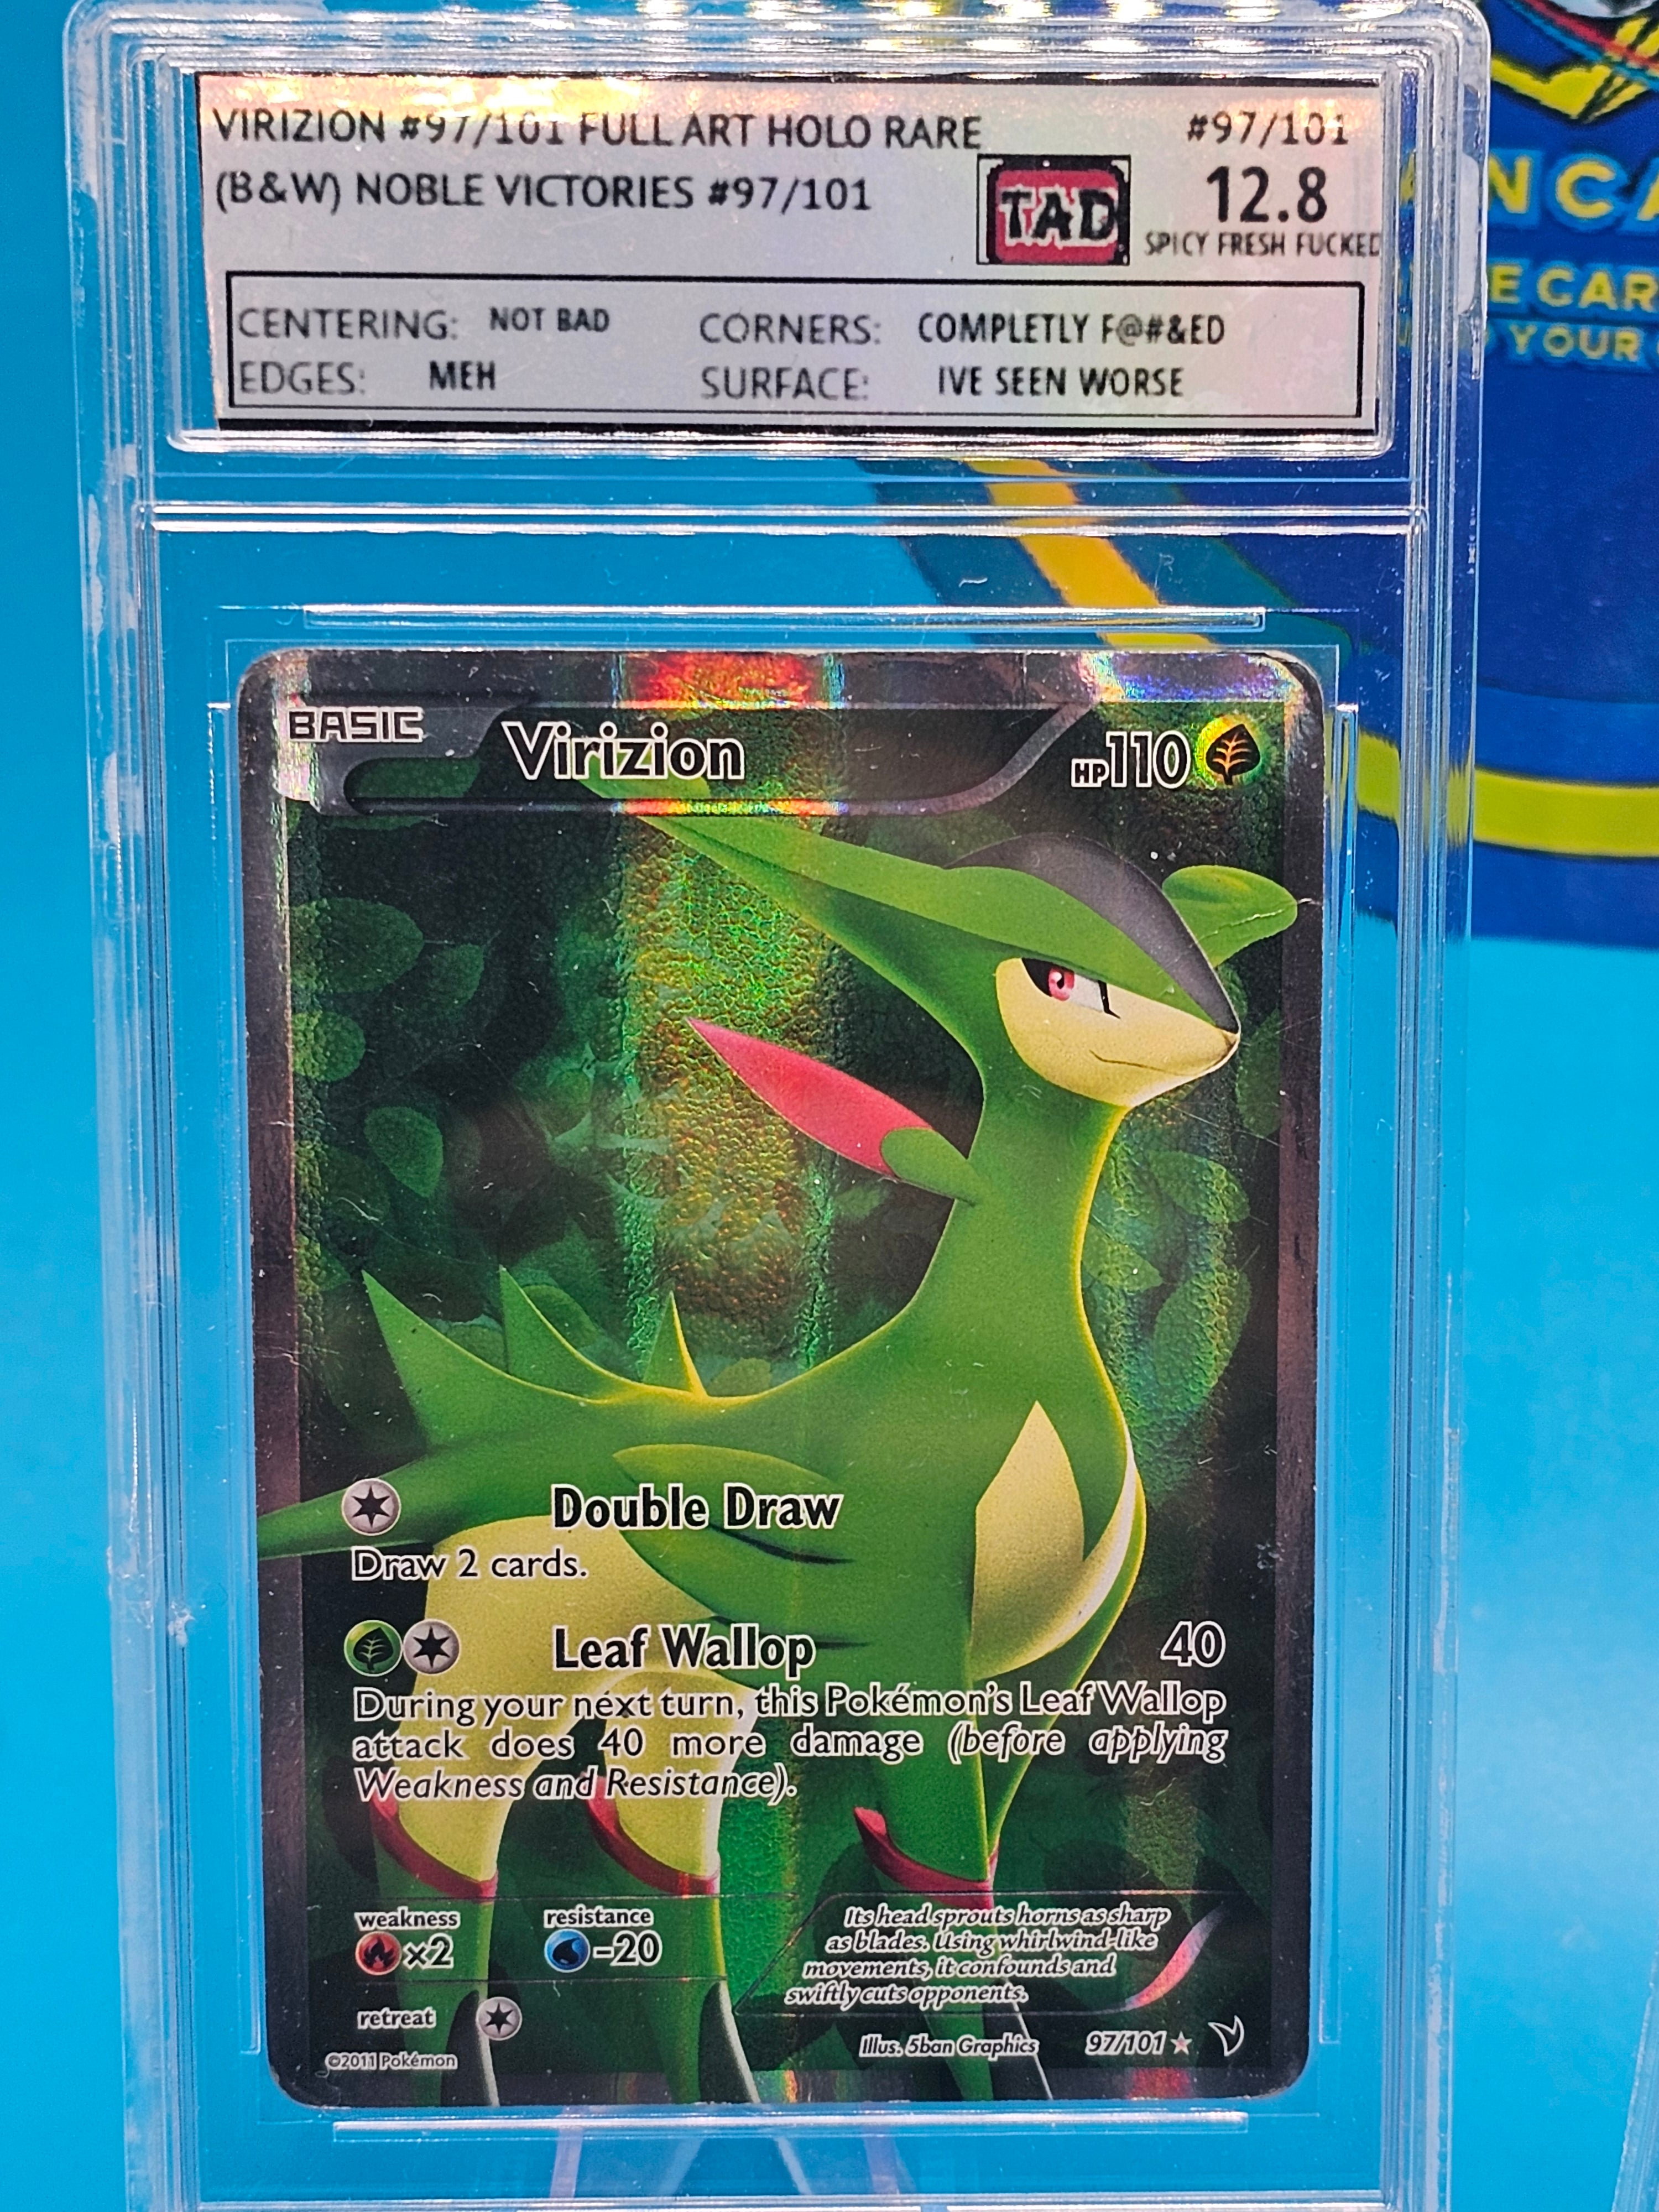 VIRIZION #97/101 FULL ART HOLO RARE
#97/101
(B&W) NOBLE VICTORIES #97/101
TAD
12.8
SPICY FRESH FUCKED
CENTERING: NOT BAD
CORNERS: COMPLETLY F@#&ED
EDGES: MEH
SURFACE: IVE SEEN WORSE
YOUR
BASIC
Virizion
HP110
Double Draw
Draw 2 cards.
Leaf Wallop 40
During your next turn, this Pokémon's Leaf Wallop
attack does 40 more damage (before applying
Weakness and Resistance).
weakness
x2
resistance
-20
retreat
Its head sprouts horns as sharp
as blades. Using whirlwind-like
movements, it confounds and
swiftly cuts opponents.
©2011 Pokémon
Illus. 5ban Graphics
97/101